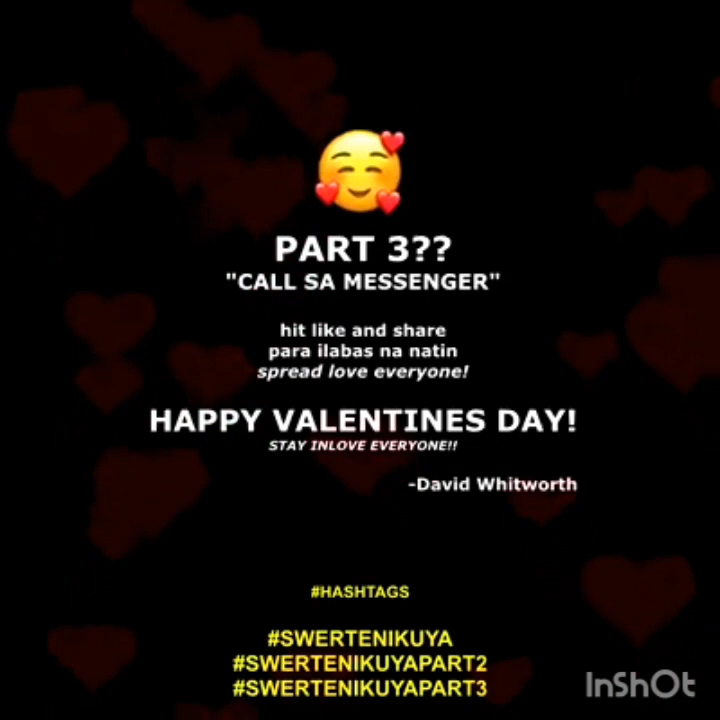 PART 3??
"CALL SA MESSENGER"
hit like and share
para ilabas na natin
spread love everyone!
HAPPY VALENTINES DAY!
STAY INLOVE EVERYONE!!
-David Whitworth
#HASHTAGS
#SWERTENIKUYA
#SWERTENIKUYAPART2
#SWERTENIKUYAPART3
InShOt